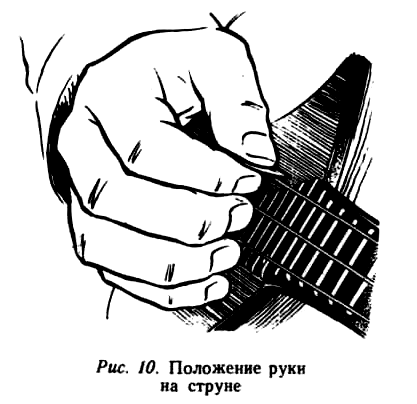 Рис. 10. Положение руки
на струне